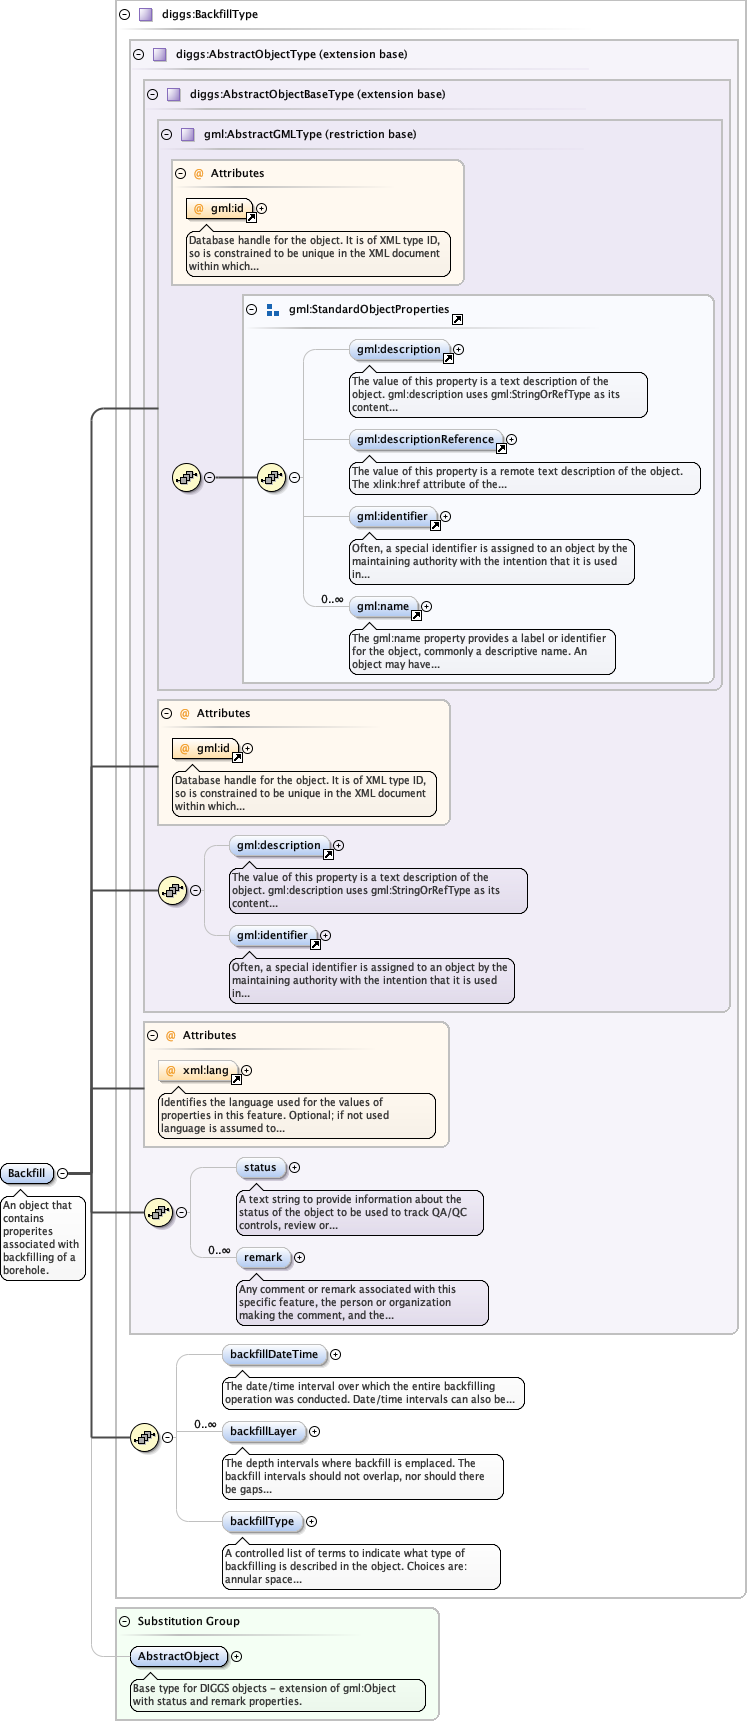 diggs:BackfillType
diggs:AbstractObjectType (extension base)
diggs:AbstractObjectBaseType (extension base)
gml:AbstractGMLType (restriction base)
@ Attributes
@ gml:id
Database handle for the object. It is of XML type ID,
so is constrained to be unique in the XML document
within which...
gml:StandardObjectProperties
gml:description
The value of this property is a text description of the
object. gml:description uses gml:StringOrRefType as its
content...
gml:descriptionReference
The value of this property is a remote text description of the object.
The xlink:href attribute of the...
gml:identifier
Often, a special identifier is assigned to an object by the
maintaining authority with the intention that it is used
in...
0..∞
gml:name
The gml:name property provides a label or identifier
for the object, commonly a descriptive name. An
object may have...
@ Attributes
@ gml:id
Database handle for the object. It is of XML type ID,
so is constrained to be unique in the XML document
within which...
gml:description
The value of this property is a text description of the
object. gml:description uses gml:StringOrRefType as its
content...
gml:identifier
Often, a special identifier is assigned to an object by the
maintaining authority with the intention that it is used
in...
@ Attributes
@ xml:lang
Identifies the language used for the values of
properties in this feature. Optional; if not used
language is assumed to...
Backfill
An object that
contains
properites
associated with
backfilling of a
borehole.
status
A text string to provide information about the
status of the object to be used to track QA/QC
controls, review or...
0..∞
remark
Any comment or remark associated with this
specific feature, the person or organization
making the comment, and the...
backfillDateTime
The date/time interval over which the entire backfilling
operation was conducted. Date/time intervals can also be...
0..∞
backfillLayer
The depth intervals where backfill is emplaced. The
backfill intervals should not overlap, nor should there
be gaps...
backfillType
A controlled list of terms to indicate what type of
backfilling is described in the object. Choices are:
annular space...
Substitution Group
AbstractObject
Base type for DIGGS objects - extension of gml:Object
with status and remark properties.